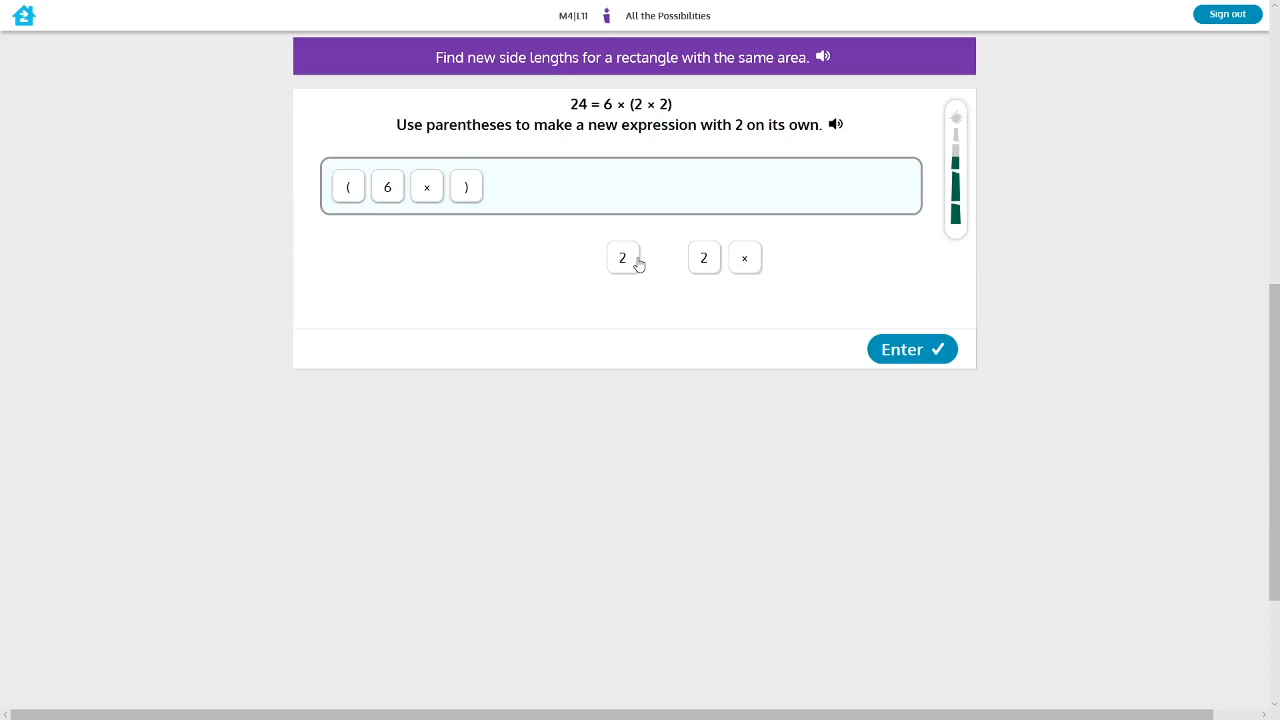 2 M4|L11 All the Possibilities Sign out
Find new side lengths for a rectangle with the same area.
24 = 6 × (2 × 2)
Use parentheses to make a new expression with 2 on its own.
( 6 × )
2 2 ×
Enter ✓